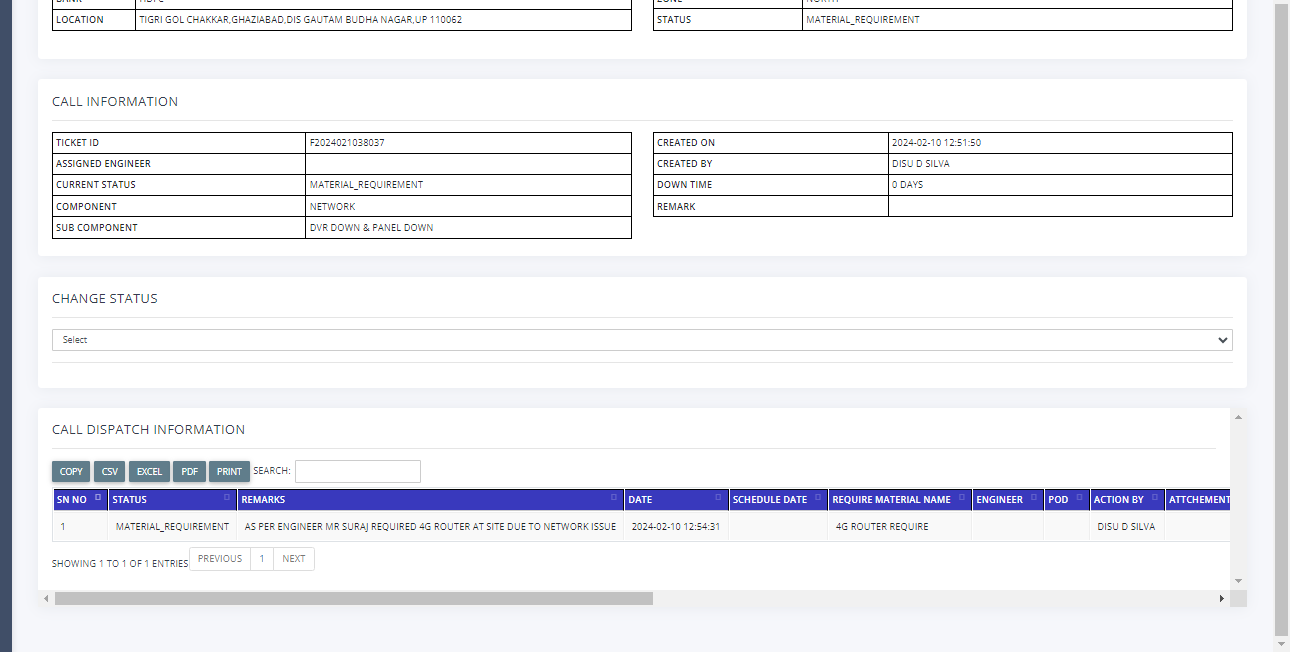 LOCATION TIGRI GOL CHAKKAR,GHAZIABAD,DIS GAUTAM BUDHA NAGAR,UP 110062 STATUS MATERIAL_REQUIREMENT
CALL INFORMATION
TICKET ID F2024021038037 CREATED ON 2024-02-10 12:51:50
ASSIGNED ENGINEER CREATED BY DISU D SILVA
CURRENT STATUS MATERIAL_REQUIREMENT DOWN TIME 0 DAYS
COMPONENT NETWORK REMARK
SUB COMPONENT DVR DOWN & PANEL DOWN
CHANGE STATUS
Select
CALL DISPATCH INFORMATION
COPY CSV EXCEL PDF PRINT SEARCH:
SN NO STATUS REMARKS DATE SCHEDULE DATE REQUIRE MATERIAL NAME ENGINEER POD ACTION BY ATTCHEMENT
1 MATERIAL_REQUIREMENT AS PER ENGINEER MR SURAJ REQUIRED 4G ROUTER AT SITE DUE TO NETWORK ISSUE 2024-02-10 12:54:31 4G ROUTER REQUIRE DISU D SILVA
SHOWING 1 TO 1 OF 1 ENTRIES PREVIOUS 1 NEXT